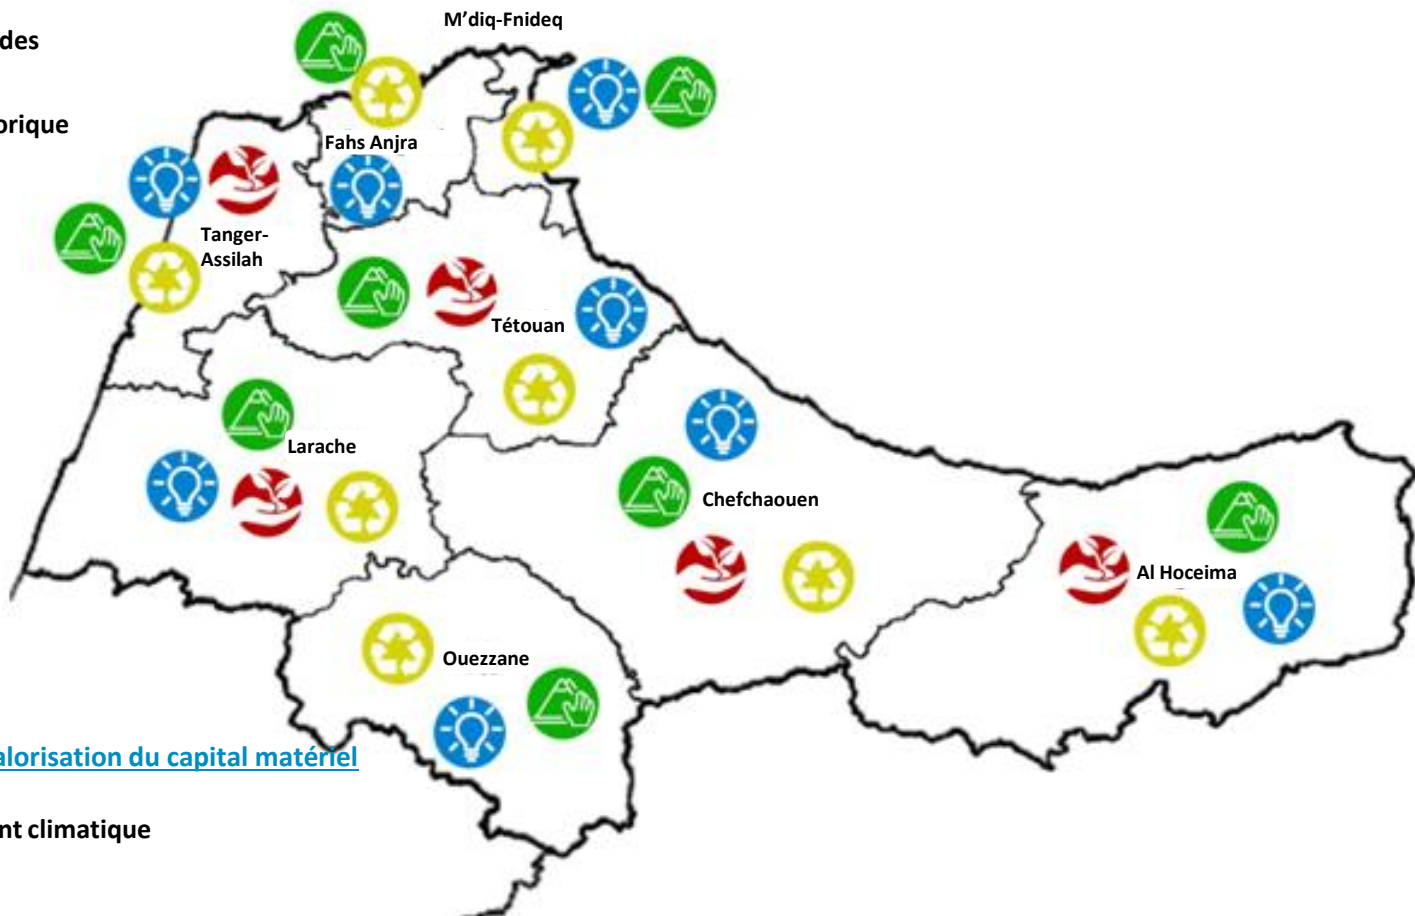 M’diq-Fnideq
des
orique
Fahs Anjra
Tanger-
Assilah
Tétouan
Larache
Chefchaouen
Al Hoceima
Ouezzane
alorisation du capital matériel
nt climatique